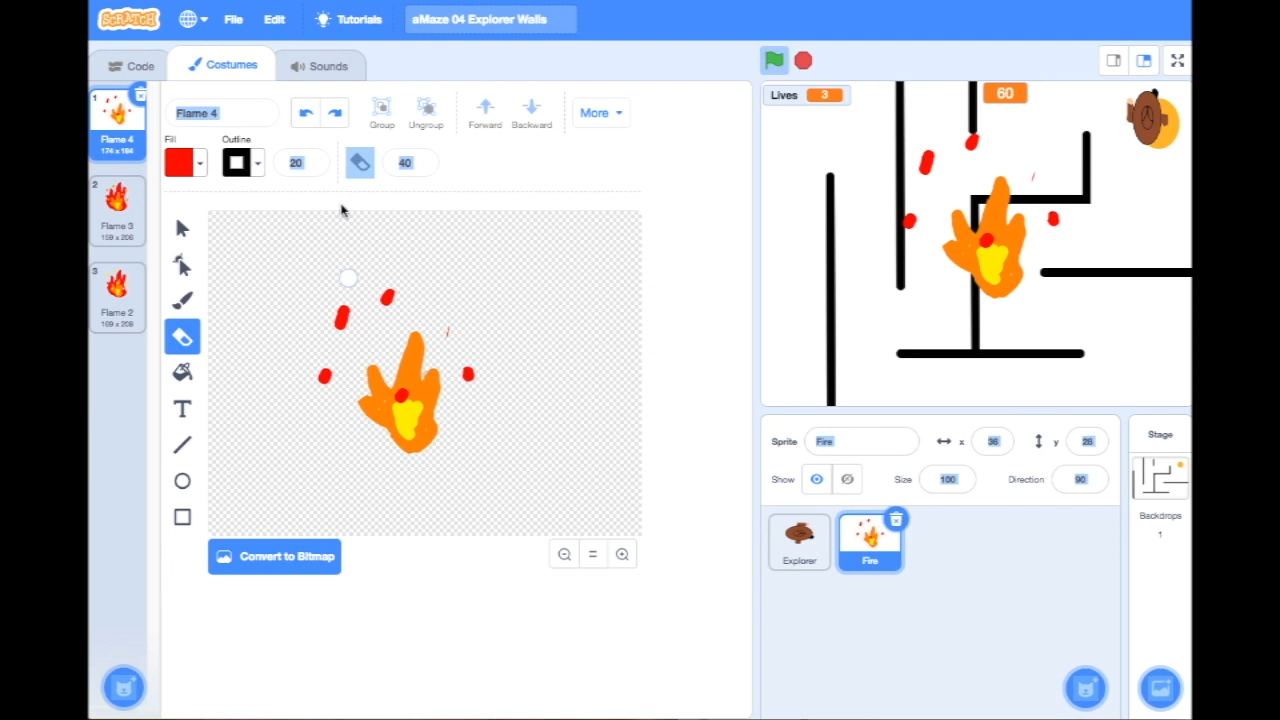 SCRATCH File Edit Tutorials aMaze 04 Explorer Walls
Code Costumes Sounds
1
Flame 4
174 x 184
2
Flame 3
159 x 206
3
Flame 2
159 x 208
Flame 4
Group Ungroup Forward Backward More
Fill Outline
20 40
T
Convert to Bitmap
Lives 3
60
Sprite Fire x 36 y 26
Show Size 100 Direction 90
Explorer
Fire
Stage
Backdrops
1